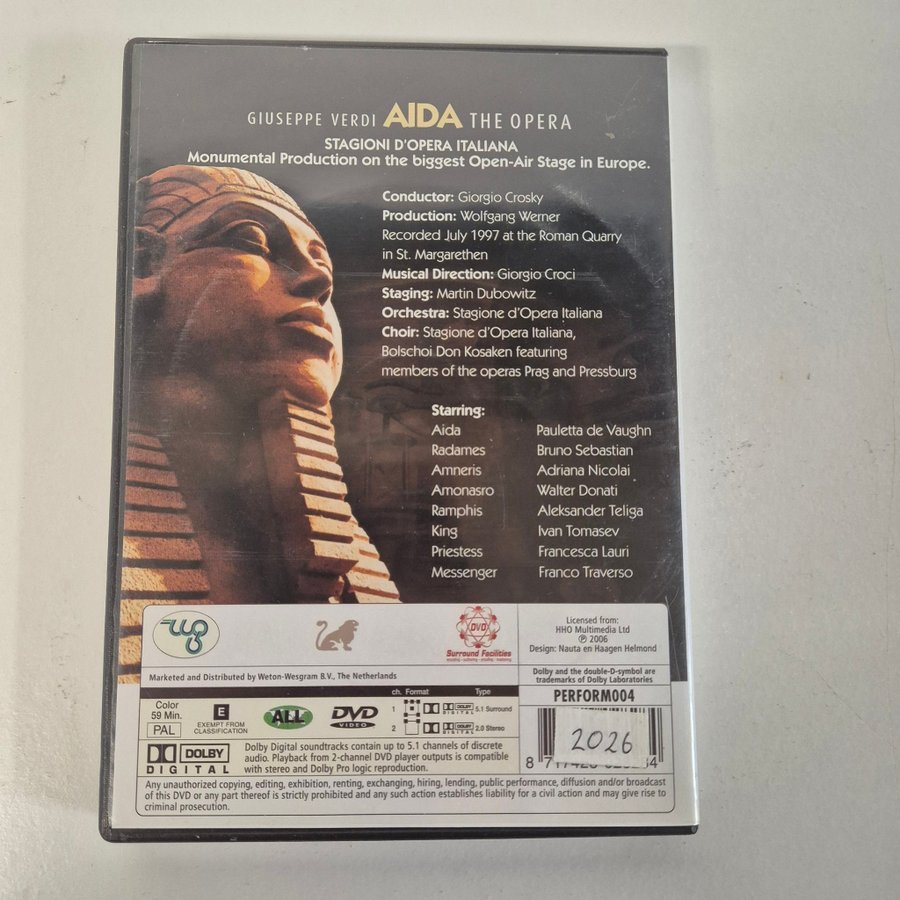 GIUSEPPE VERDI AIDA THE OPERA
STAGIONI D'OPERA ITALIANA
Monumental Production on the biggest Open-Air Stage in Europe.
Conductor: Giorgio Crosky
Production: Wolfgang Werner
Recorded July 1997 at the Roman Quarry
in St. Margarethen
Musical Direction: Giorgio Croci
Staging: Martin Dubowitz
Orchestra: Stagione d'Opera Italiana
Choir: Stagione d'Opera Italiana,
Bolschoi Don Kosaken featuring
members of the operas Prag and Pressburg
Starring:
Aida Pauletta de Vaughn
Radames Bruno Sebastian
Amneris Adriana Nicolai
Amonasro Walter Donati
Ramphis Aleksander Teliga
King Ivan Tomasev
Priestess Francesca Lauri
Messenger Franco Traverso
wg
DVD
Surround Facilities
Licensed from:
HHO Multimedia Ltd
℗ 2006
Design: Nauta en Haagen Helmond
Marketed and Distributed by Weton-Wesgram B.V., The Netherlands
Dolby and the double-D-symbol are
trademarks of Dolby Laboratories
Color
59 Min.
PAL
E
EXEMPT FROM
CLASSIFICATION
ALL
DVD
VIDEO
ch. Format Type
1 DOLBY DIGITAL 5.1 Surround
2 DOLBY DIGITAL 2.0 Stereo
PERFORM004
2026
DOLBY
DIGITAL
Dolby Digital soundtracks contain up to 5.1 channels of discrete
audio. Playback from 2-channel DVD player outputs is compatible
with stereo and Dolby Pro logic reproduction.
Any unauthorized copying, editing, exhibition, renting, exchanging, hiring, lending, public performance, diffusion and/or broadcast
of this DVD or any part thereof is strictly prohibited and any such action establishes liability for a civil action and may give rise to
criminal prosecution.